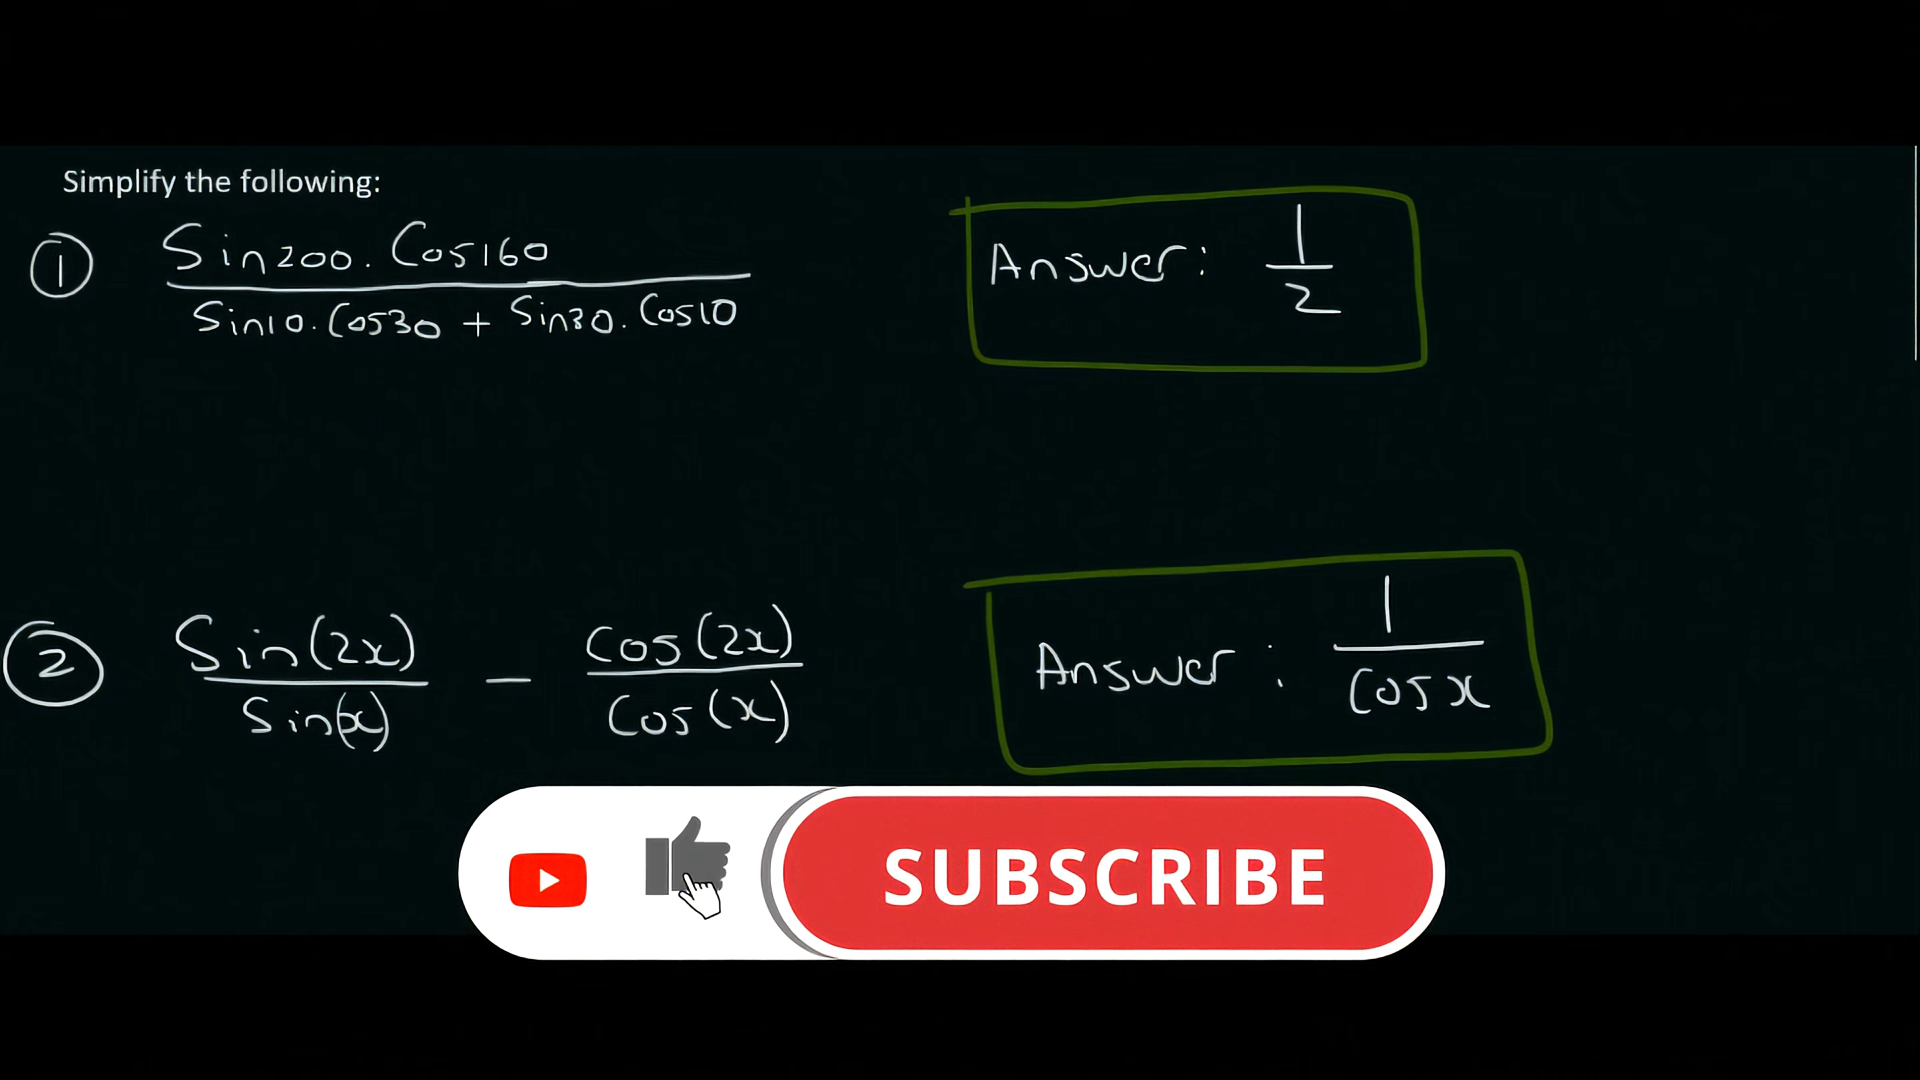 Simplify the following:
① Sin200. Cos160
Sin10. Cos30 + Sin30. Cos10
Answer: 1
2
② Sin(2x) − Cos(2x)
Sin(x) Cos(x)
Answer: 1
Cosx
SUBSCRIBE